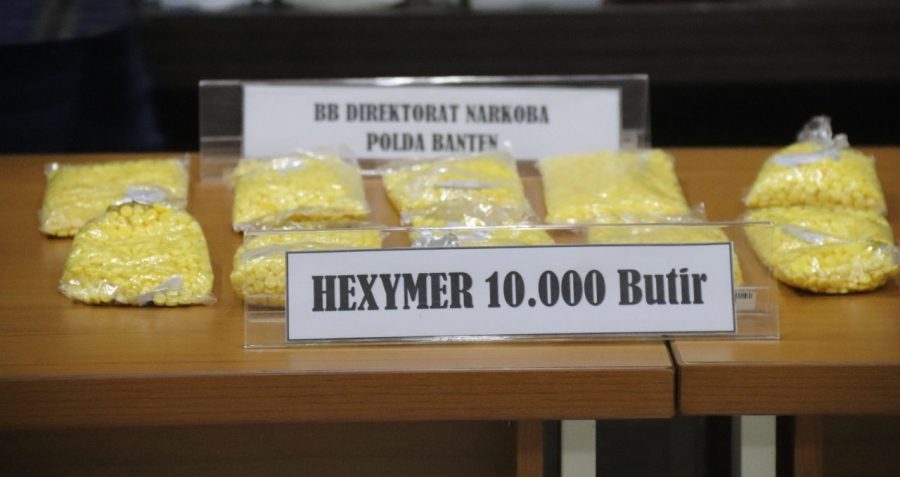 BB DIREKTORAT NARKOBA
POLDA BANTEN
HEXYMER 10.000 Butir